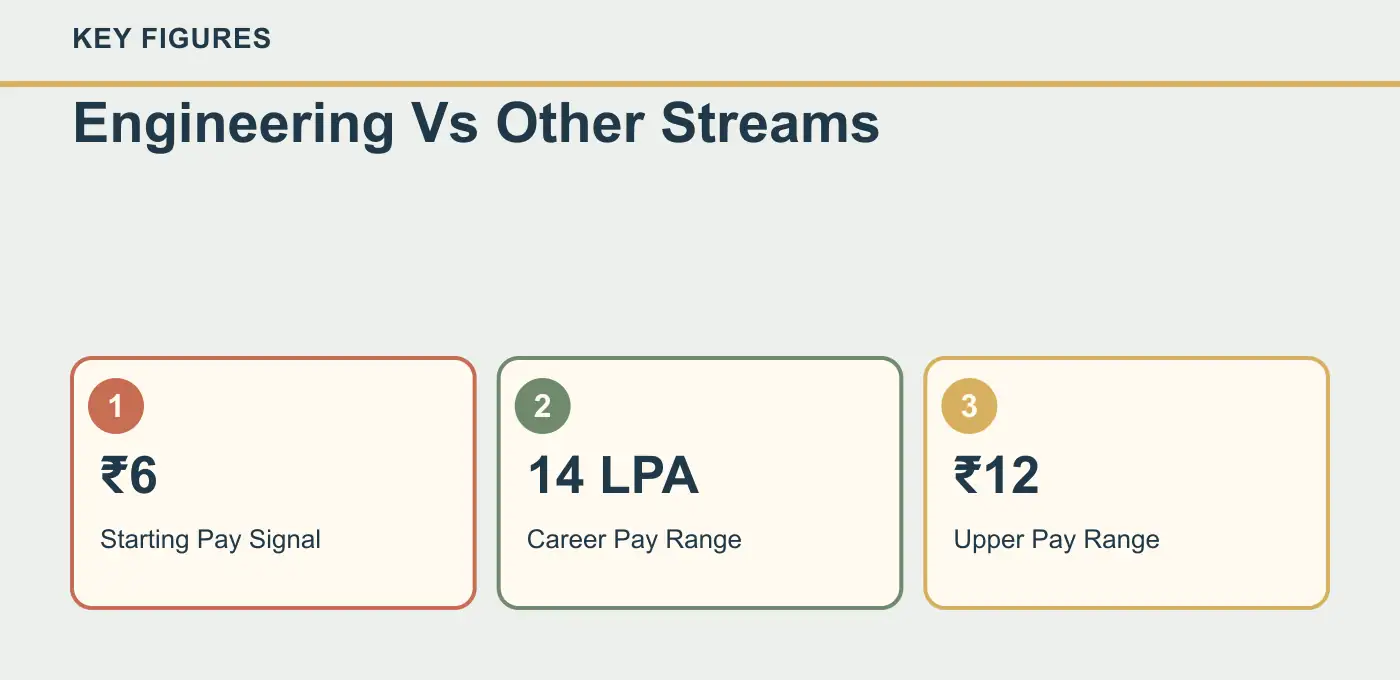 KEY FIGURES
Engineering Vs Other Streams
1
₹6
Starting Pay Signal
2
14 LPA
Career Pay Range
3
₹12
Upper Pay Range